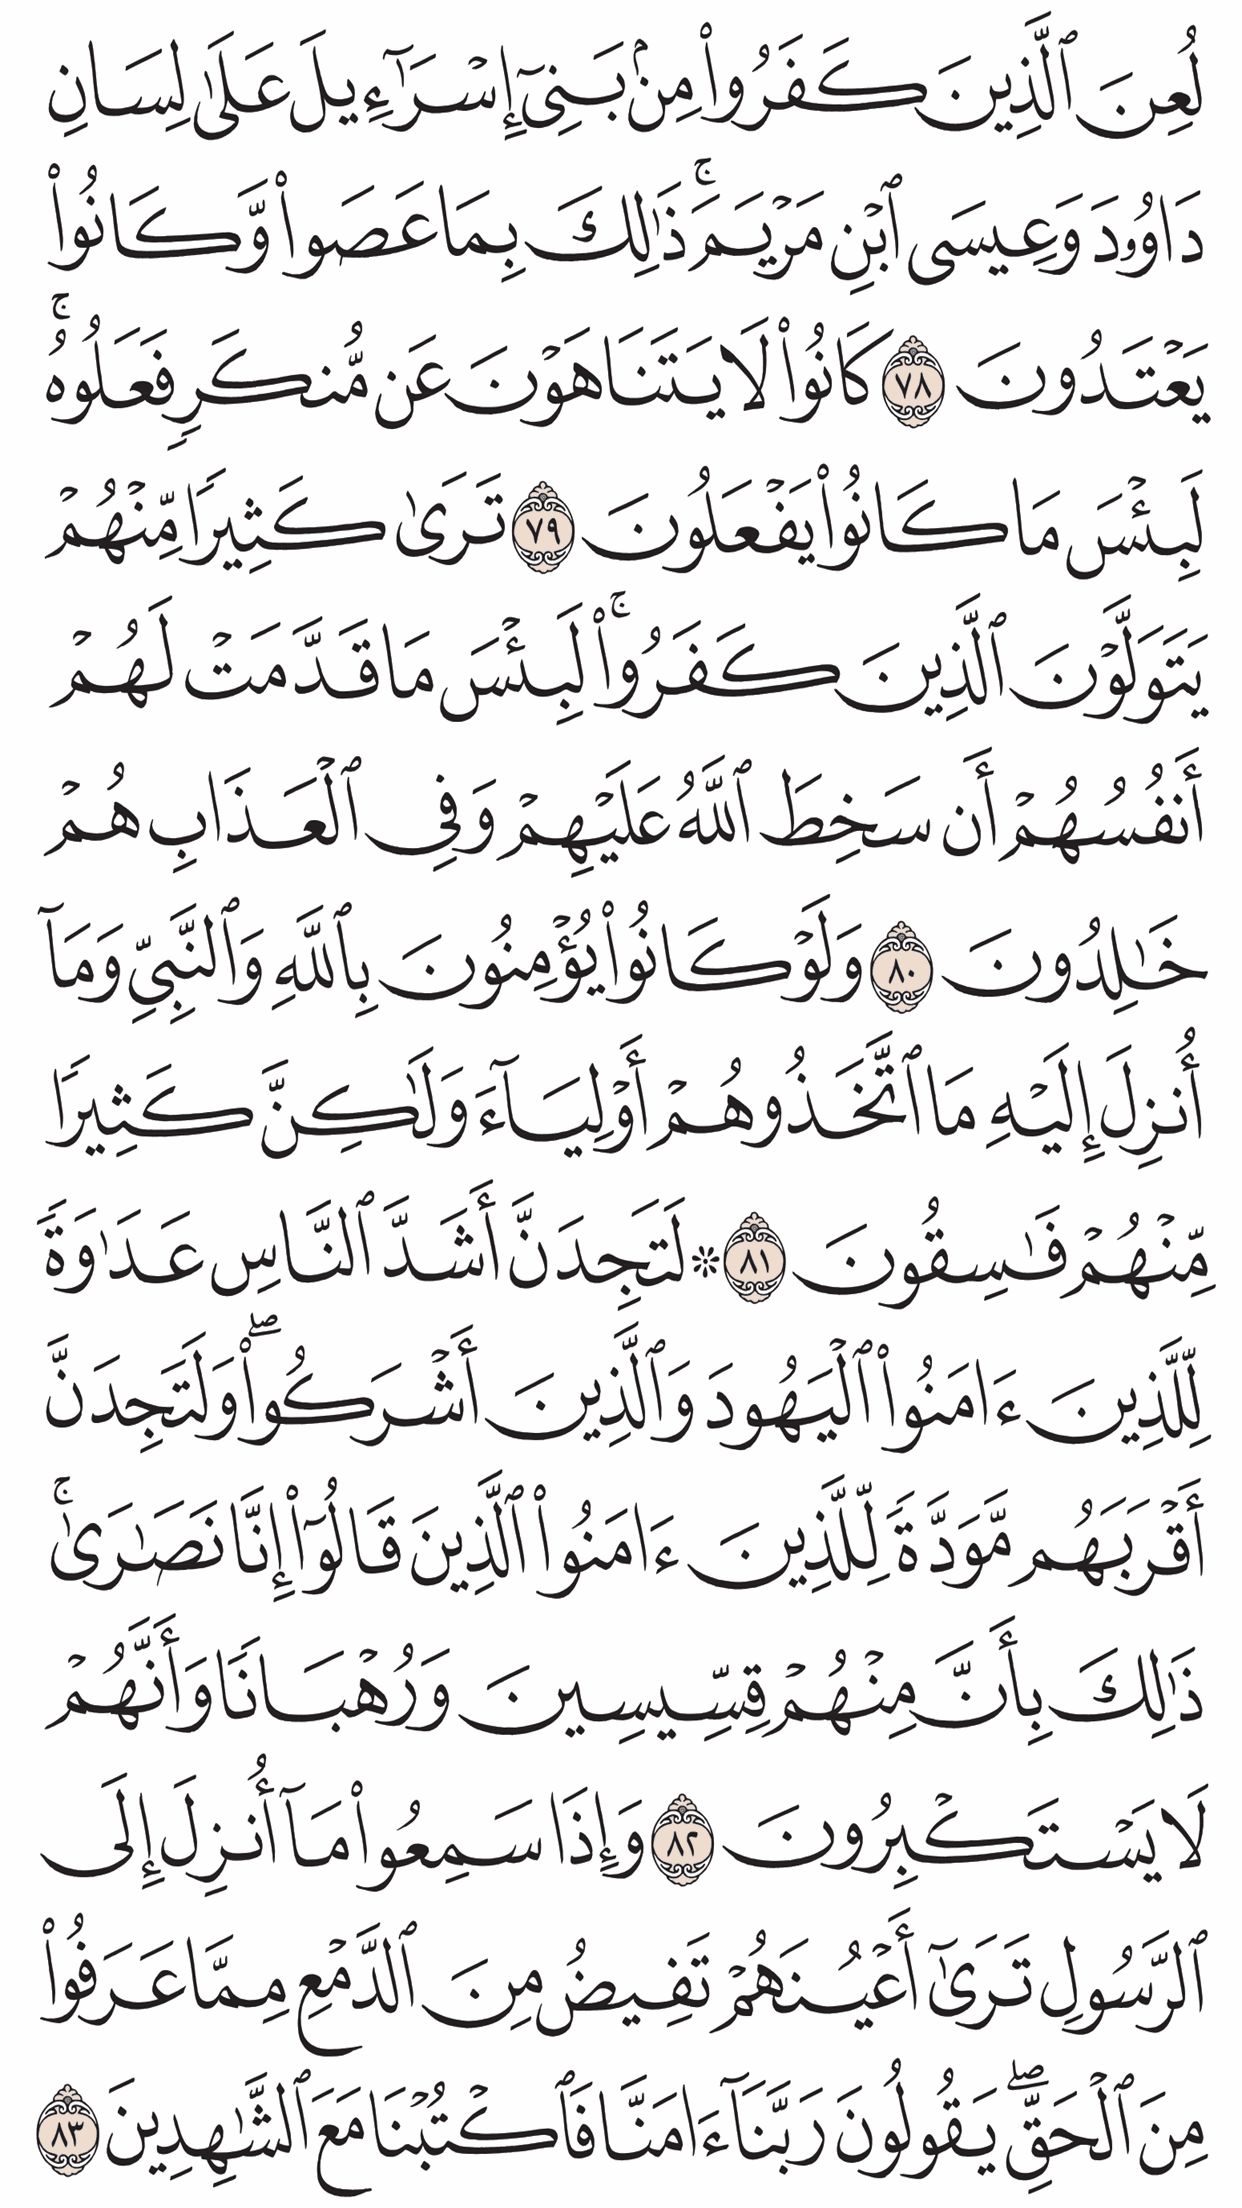 لُعِنَ ٱلَّذِينَ كَفَرُواْ مِنۢ بَنِيٓ إِسۡرَٰٓءِيلَ عَلَىٰ لِسَانِ
دَاوُۥدَ وَعِيسَى ٱبۡنِ مَرۡيَمَۚ ذَٰلِكَ بِمَا عَصَواْ وَّكَانُواْ
يَعۡتَدُونَ ٧٨ كَانُواْ لَا يَتَنَاهَوۡنَ عَن مُّنكَرٖ فَعَلُوهُۚ
لَبِئۡسَ مَا كَانُواْ يَفۡعَلُونَ ٧٩ تَرَىٰ كَثِيرٗا مِّنۡهُمۡ
يَتَوَلَّوۡنَ ٱلَّذِينَ كَفَرُواْۚ لَبِئۡسَ مَا قَدَّمَتۡ لَهُمۡ
أَنفُسُهُمۡ أَن سَخِطَ ٱللَّهُ عَلَيۡهِمۡ وَفِي ٱلۡعَذَابِ هُمۡ
خَٰلِدُونَ ٨٠ وَلَوۡ كَانُواْ يُؤۡمِنُونَ بِٱللَّهِ وَٱلنَّبِيِّ وَمَآ
أُنزِلَ إِلَيۡهِ مَا ٱتَّخَذُوهُمۡ أَوۡلِيَآءَ وَلَٰكِنَّ كَثِيرٗا
مِّنۡهُمۡ فَٰسِقُونَ ٨١ ۞ لَتَجِدَنَّ أَشَدَّ ٱلنَّاسِ عَدَٰوَةٗ
لِّلَّذِينَ ءَامَنُواْ ٱلۡيَهُودَ وَٱلَّذِينَ أَشۡرَكُواْۖ وَلَتَجِدَنَّ
أَقۡرَبَهُم مَّوَدَّةٗ لِّلَّذِينَ ءَامَنُواْ ٱلَّذِينَ قَالُوٓاْ إِنَّا نَصَٰرَىٰۚ
ذَٰلِكَ بِأَنَّ مِنۡهُمۡ قِسِّيسِينَ وَرُهۡبَانٗا وَأَنَّهُمۡ
لَا يَسۡتَكۡبِرُونَ ٨٢ وَإِذَا سَمِعُواْ مَآ أُنزِلَ إِلَى
ٱلرَّسُولِ تَرَىٰٓ أَعۡيُنَهُمۡ تَفِيضُ مِنَ ٱلدَّمۡعِ مِمَّا عَرَفُواْ
مِنَ ٱلۡحَقِّۖ يَقُولُونَ رَبَّنَآ ءَامَنَّا فَٱكۡتُبۡنَا مَعَ ٱلشَّٰهِدِينَ ٨٣